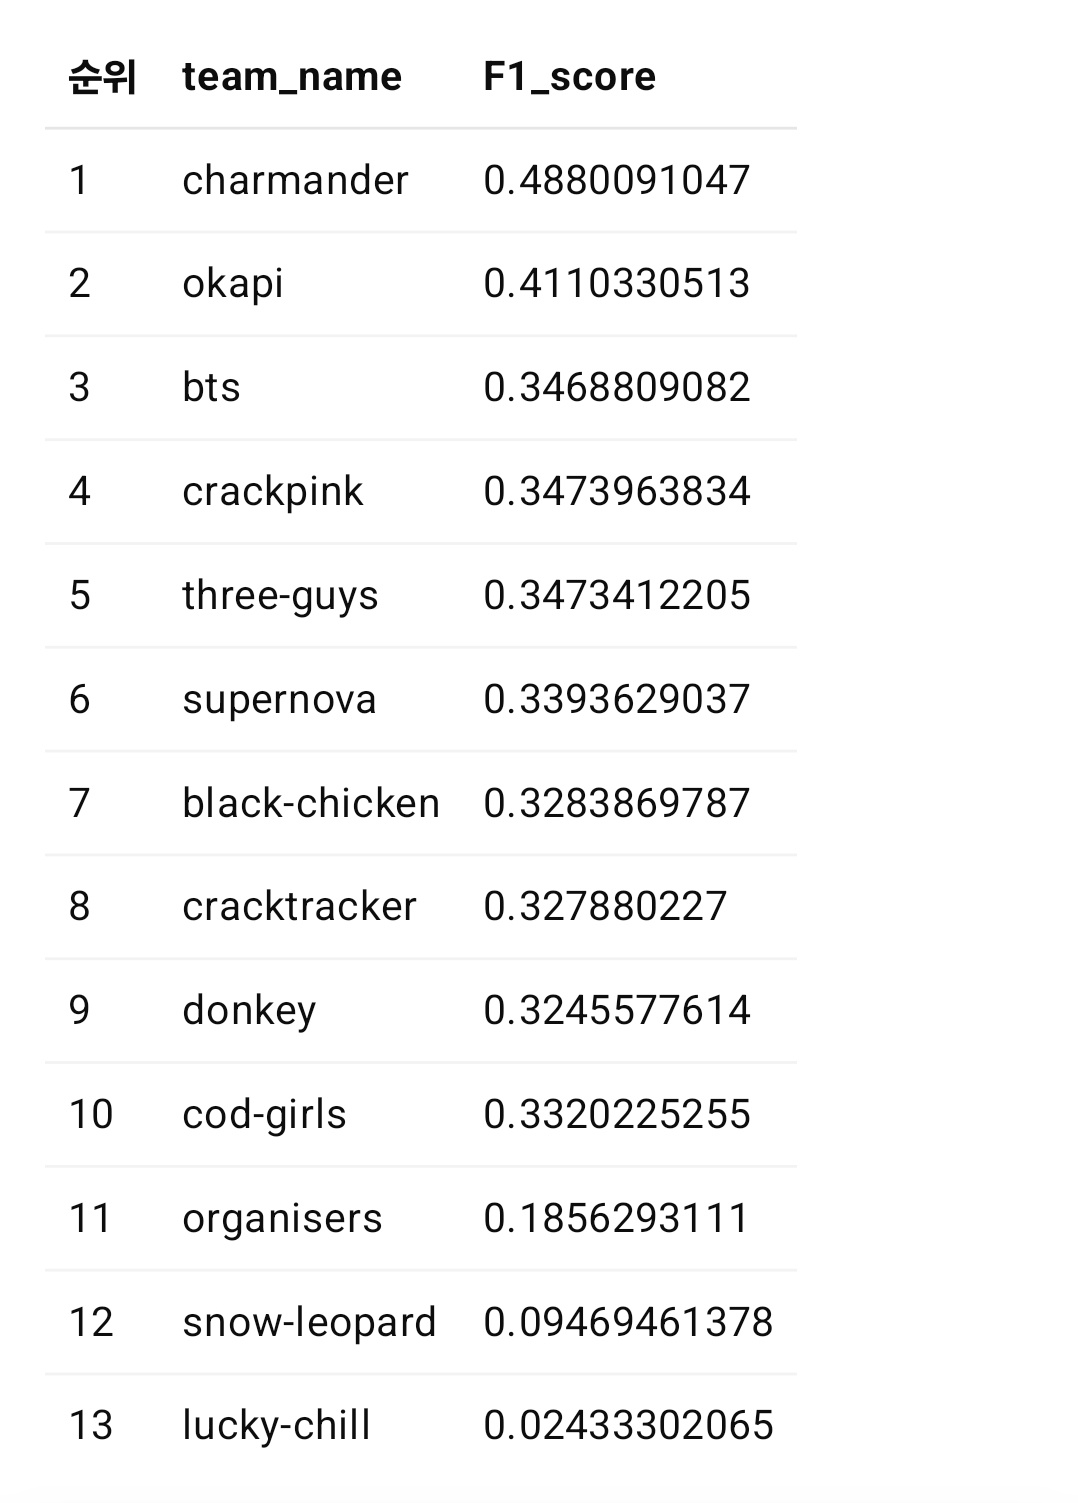 순위 team_name F1_score
1 charmander 0.4880091047
2 okapi 0.4110330513
3 bts 0.3468809082
4 crackpink 0.3473963834
5 three-guys 0.3473412205
6 supernova 0.3393629037
7 black-chicken 0.3283869787
8 cracktracker 0.327880227
9 donkey 0.3245577614
10 cod-girls 0.3320225255
11 organisers 0.1856293111
12 snow-leopard 0.09469461378
13 lucky-chill 0.02433302065